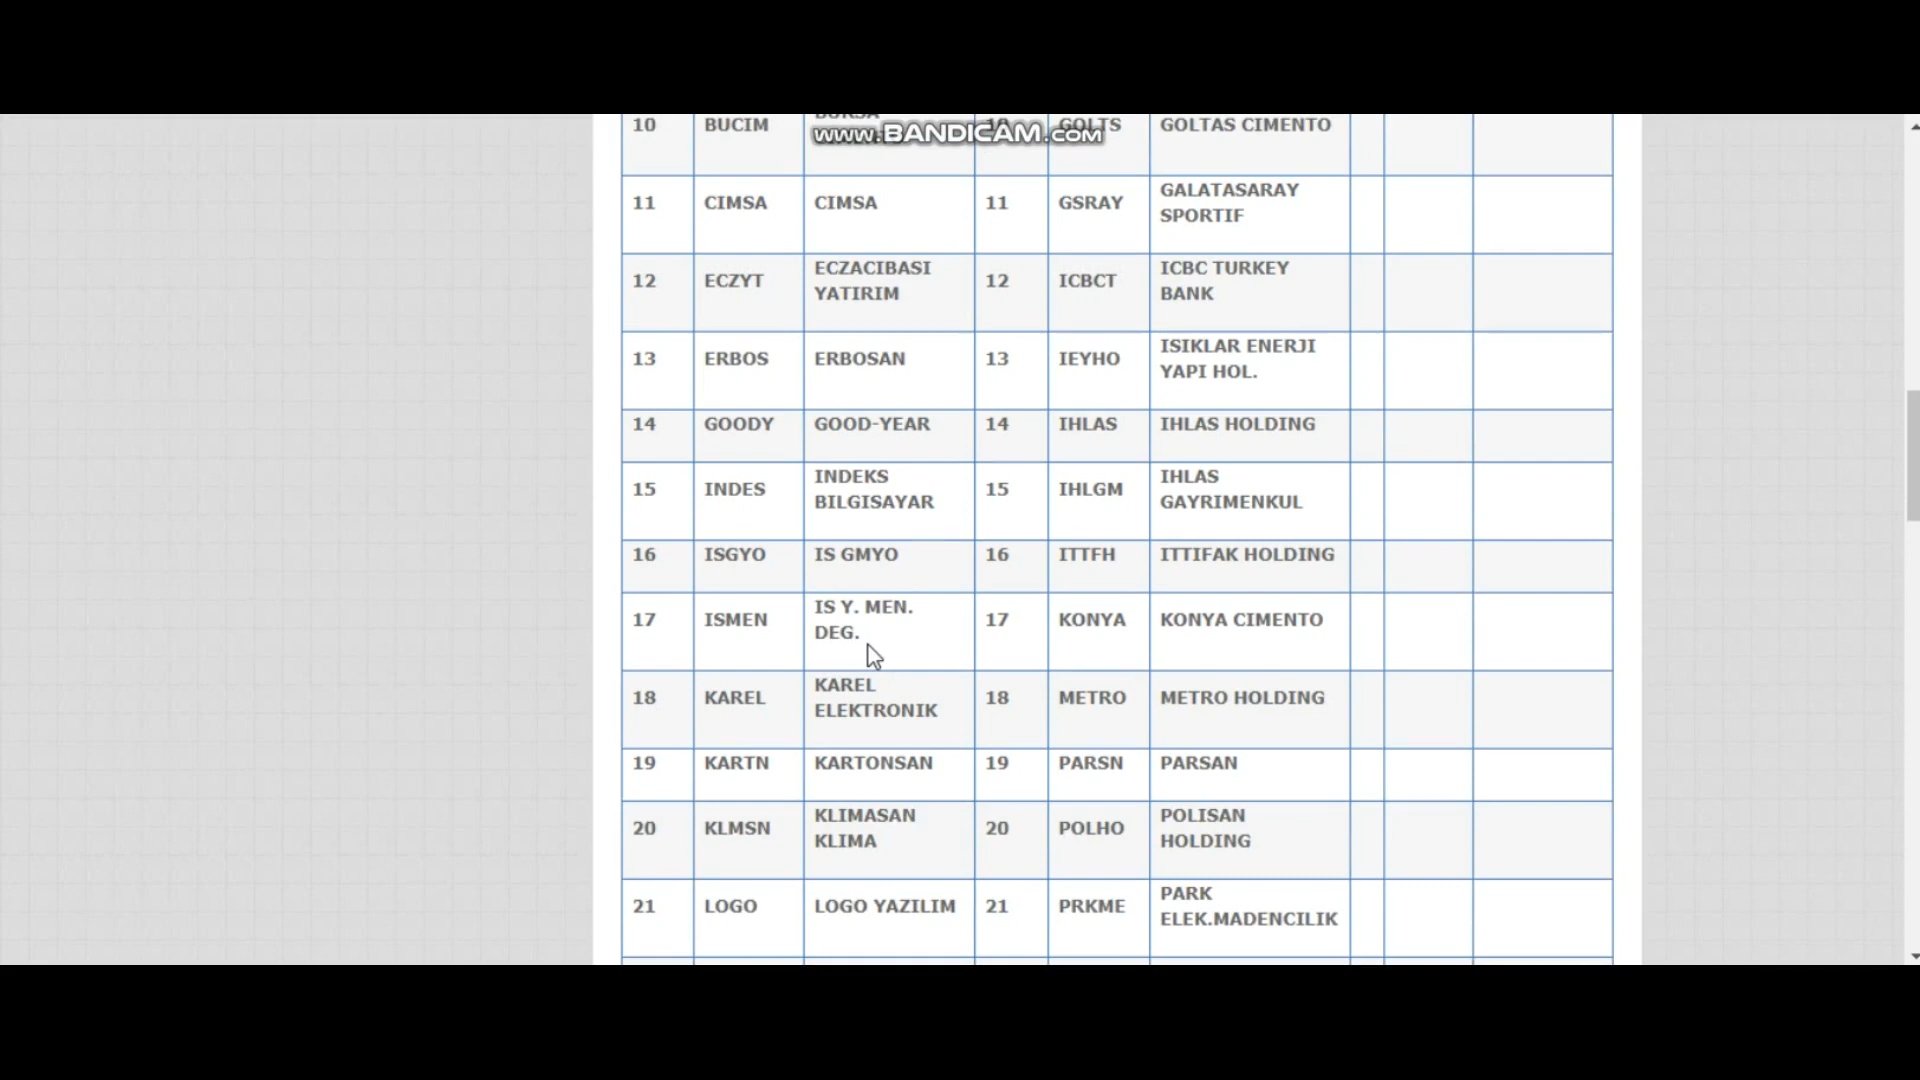 www.BANDICAM.com
10 BUCIM 10 GOLTS GOLTAS CIMENTO
11 CIMSA CIMSA 11 GSRAY GALATASARAY
SPORTIF
12 ECZYT ECZACIBASI
YATIRIM 12 ICBCT ICBC TURKEY
BANK
13 ERBOS ERBOSAN 13 IEYHO ISIKLAR ENERJI
YAPI HOL.
14 GOODY GOOD-YEAR 14 IHLAS IHLAS HOLDING
15 INDES INDEKS
BILGISAYAR 15 IHLGM IHLAS
GAYRIMENKUL
16 ISGYO IS GMYO 16 ITTFH ITTIFAK HOLDING
17 ISMEN IS Y. MEN.
DEG. 17 KONYA KONYA CIMENTO
18 KAREL KAREL
ELEKTRONIK 18 METRO METRO HOLDING
19 KARTN KARTONSAN 19 PARSN PARSAN
20 KLMSN KLIMASAN
KLIMA 20 POLHO POLISAN
HOLDING
21 LOGO LOGO YAZILIM 21 PRKME PARK
ELEK.MADENCILIK